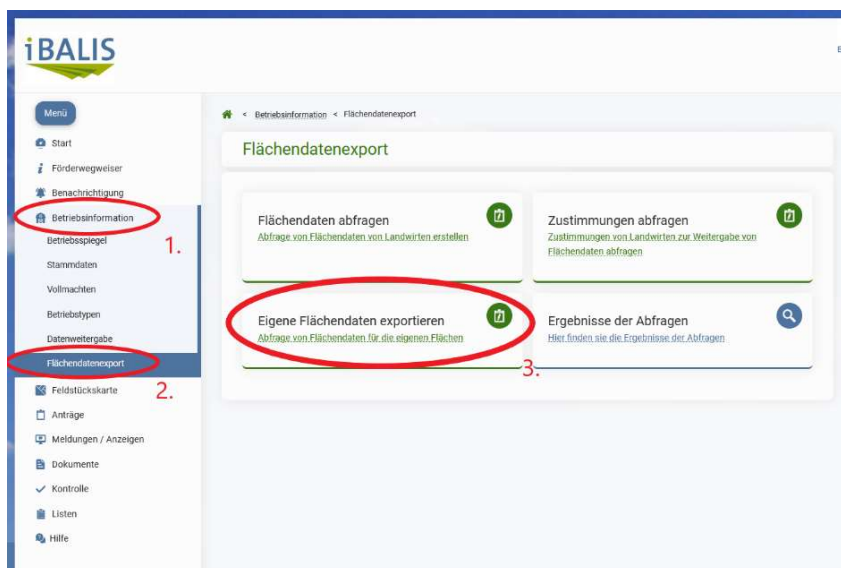 iBALIS
Menü
Start
Förderwegweiser
Benachrichtigung
Betriebsinformation
1.
Betriebsspiegel
Stammdaten
Vollmachten
Betriebstypen
Datenweitergabe
Flächendatenexport
2.
Feldstückskarte
Anträge
Meldungen / Anzeigen
Dokumente
Kontrolle
Listen
Hilfe
< Betriebsinformation < Flächendatenexport
Flächendatenexport
Flächendaten abfragen
Abfrage von Flächendaten von Landwirten erstellen
Zustimmungen abfragen
Zustimmungen von Landwirten zur Weitergabe von
Flächendaten abfragen
Eigene Flächendaten exportieren
Abfrage von Flächendaten für die eigenen Flächen
3.
Ergebnisse der Abfragen
Hier finden sie die Ergebnisse der Abfragen